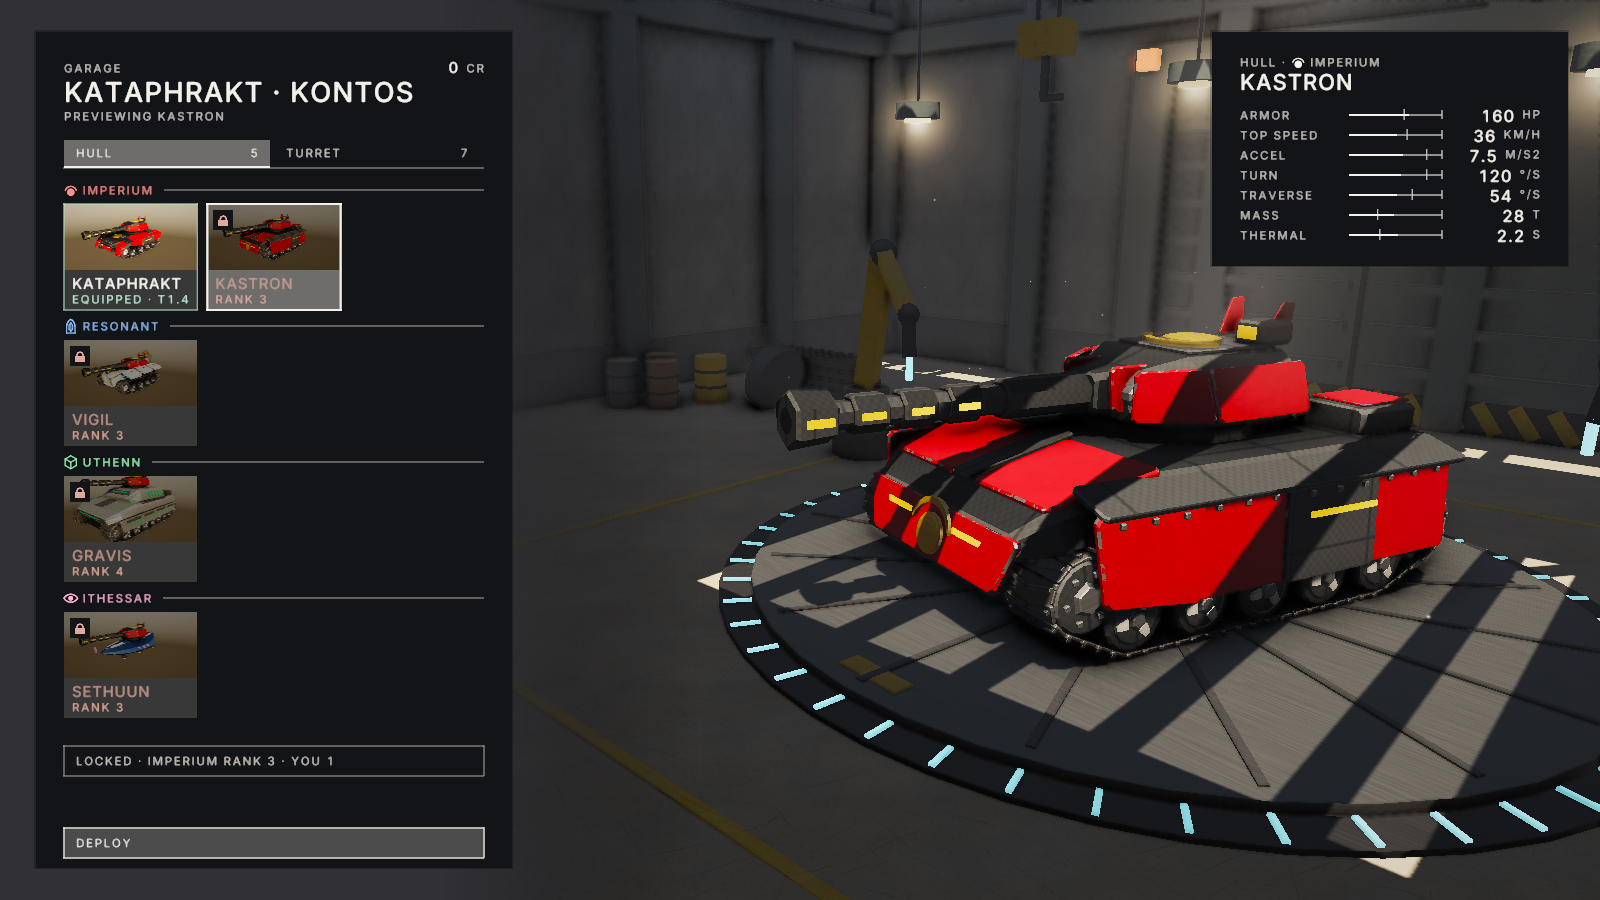 GARAGE
0 CR
KATAPHRAKT · KONTOS
PREVIEWING KASTRON
HULL 5
TURRET 7
IMPERIUM
KATAPHRAKT
EQUIPPED · T1.4
KASTRON
RANK 3
RESONANT
VIGIL
RANK 3
UTHENN
GRAVIS
RANK 4
ITHESSAR
SETHUUN
RANK 3
LOCKED · IMPERIUM RANK 3 · YOU 1
DEPLOY
HULL · IMPERIUM
KASTRON
ARMOR 160 HP
TOP SPEED 36 KM/H
ACCEL 7.5 M/S2
TURN 120 °/S
TRAVERSE 54 °/S
MASS 28 T
THERMAL 2.2 S